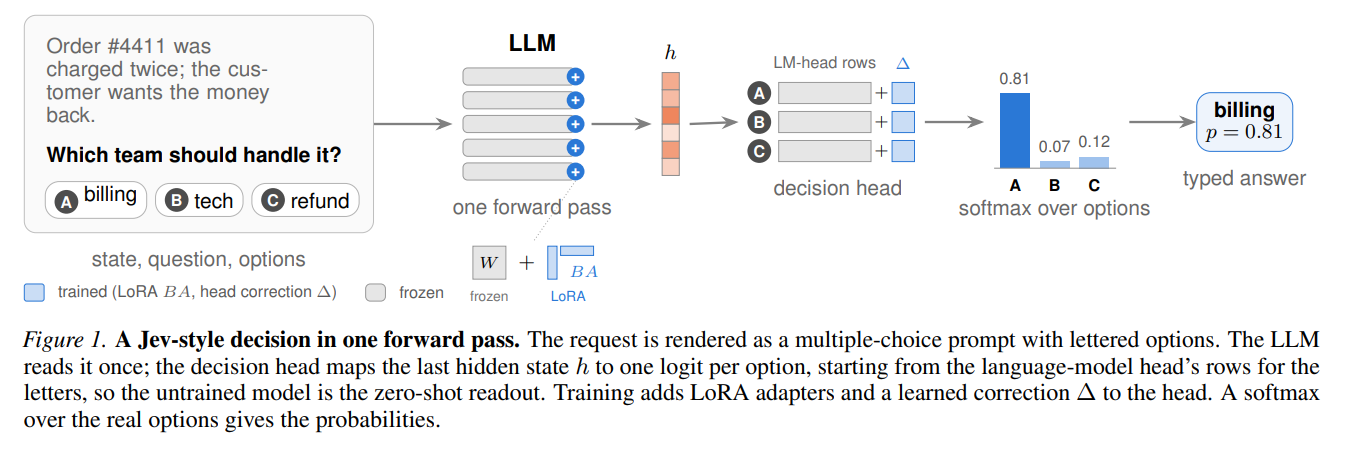 Order #4411 was
charged twice; the cus-
tomer wants the money
back.
Which team should handle it?
A billing
B tech
C refund
state, question, options
trained (LoRA BA, head correction Δ)
frozen
LLM
one forward pass
W
+
BA
frozen
LoRA
h
LM-head rows Δ
A +
B +
C +
decision head
0.81
0.07
0.12
A B C
softmax over options
billing
p = 0.81
typed answer
Figure 1. A Jev-style decision in one forward pass. The request is rendered as a multiple-choice prompt with lettered options. The LLM
reads it once; the decision head maps the last hidden state h to one logit per option, starting from the language-model head's rows for the
letters, so the untrained model is the zero-shot readout. Training adds LoRA adapters and a learned correction Δ to the head. A softmax
over the real options gives the probabilities.